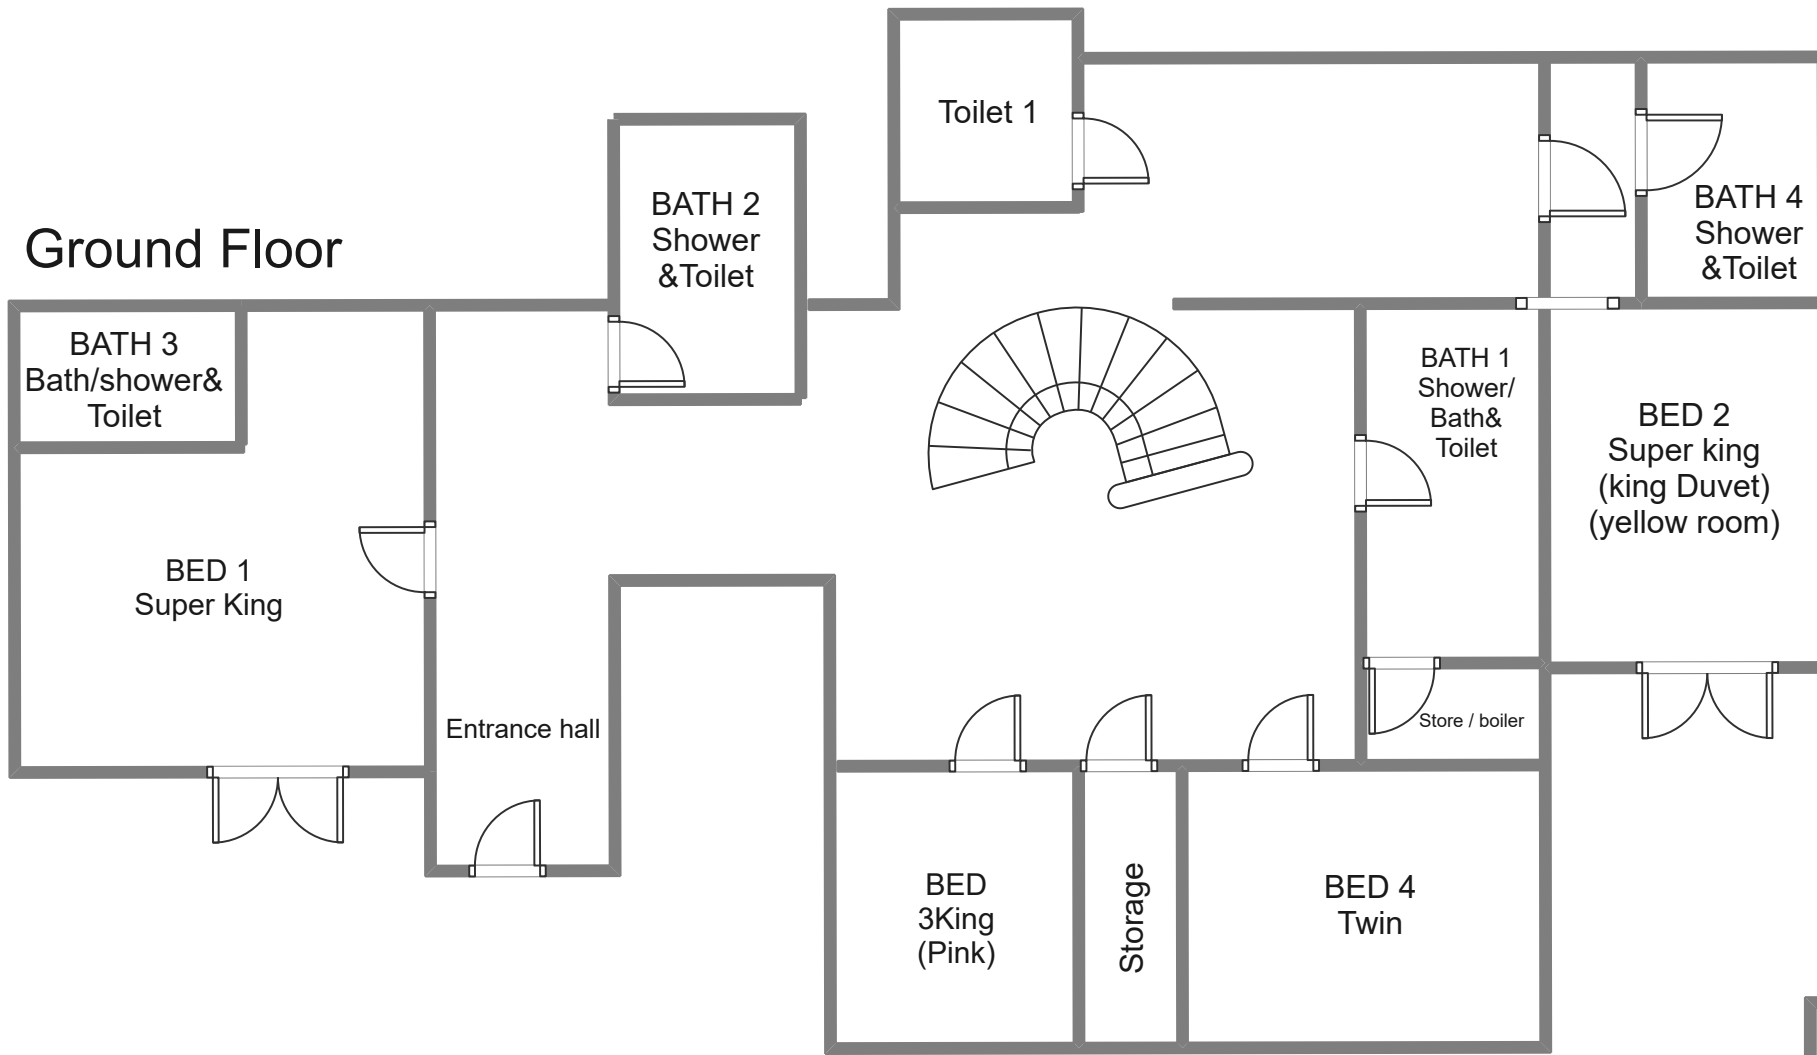 Toilet 1
BATH 2
Shower
&Toilet
BATH 4
Shower
&Toilet
Ground Floor
BATH 3
Bath/shower&
Toilet
BATH 1
Shower/
Bath&
Toilet
BED 2
Super king
(king Duvet)
(yellow room)
BED 1
Super King
Entrance hall
Store / boiler
BED
3King
(Pink)
Storage
BED 4
Twin